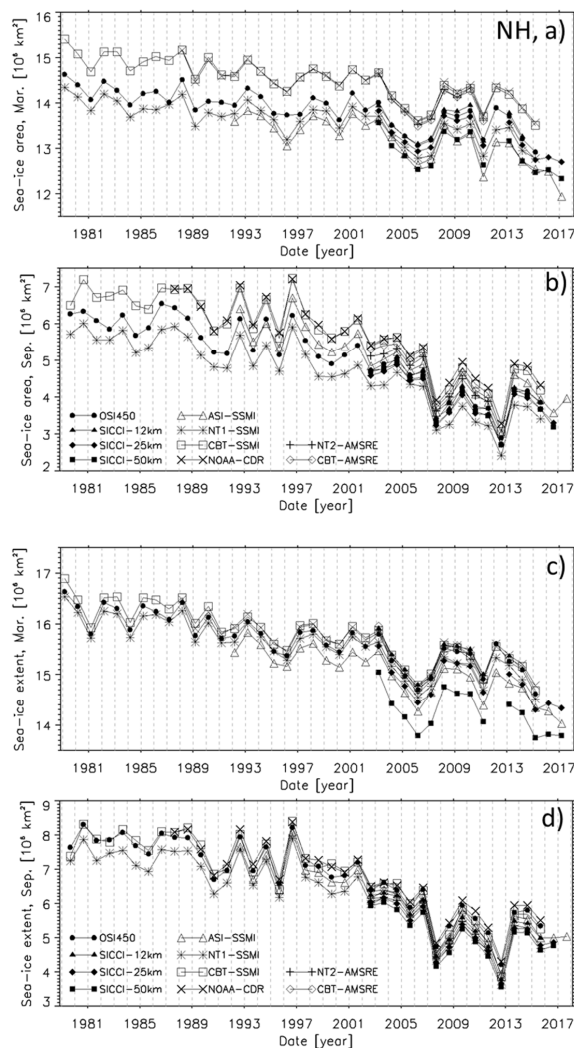 NH, a)
Sea-ice area, Mar. [10⁶ km²]
16
15
14
13
12
1981 1985 1989 1993 1997 2001 2005 2009 2013 2017
Date [year]
b)
Sea-ice area, Sep. [10⁶ km²]
7
6
5
4
3
2
OSI450 ASI-SSMI
SICCI-12km NT1-SSMI
SICCI-25km CBT-SSMI NT2-AMSRE
SICCI-50km NOAA-CDR CBT-AMSRE
1981 1985 1989 1993 1997 2001 2005 2009 2013 2017
Date [year]
c)
Sea-ice extent, Mar. [10⁶ km²]
17
16
15
14
1981 1985 1989 1993 1997 2001 2005 2009 2013 2017
Date [year]
d)
Sea-ice extent, Sep. [10⁶ km²]
9
8
7
6
5
4
3
OSI450 ASI-SSMI
SICCI-12km NT1-SSMI
SICCI-25km CBT-SSMI NT2-AMSRE
SICCI-50km NOAA-CDR CBT-AMSRE
1981 1985 1989 1993 1997 2001 2005 2009 2013 2017
Date [year]